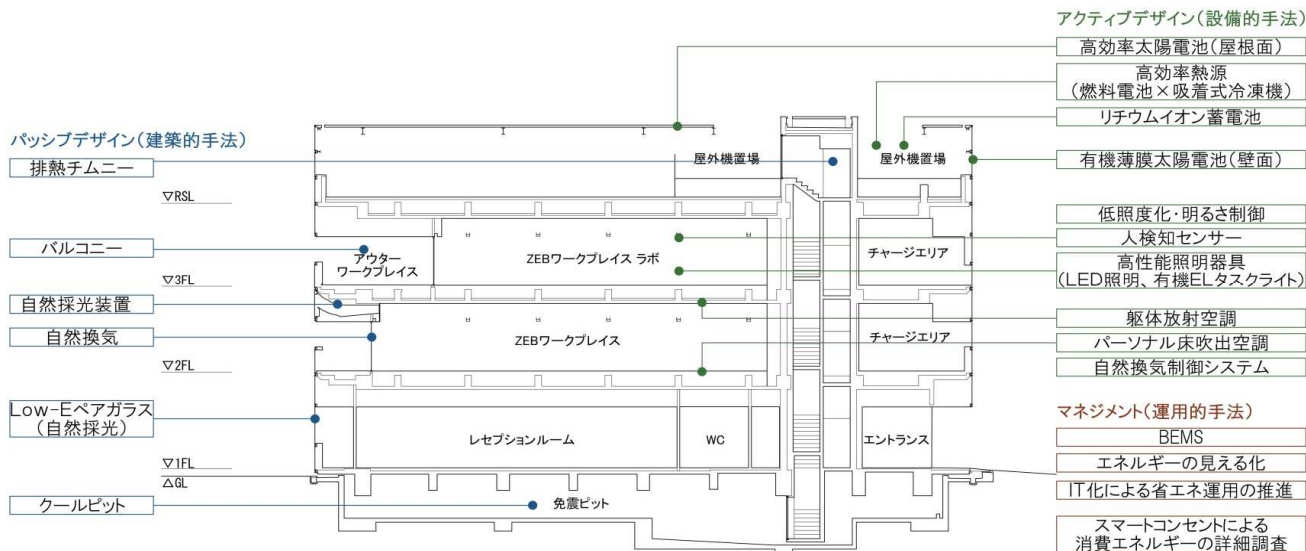 アクティブデザイン(設備的手法)
高効率太陽電池(屋根面)
高効率熱源
(燃料電池×吸着式冷凍機)
リチウムイオン蓄電池
有機薄膜太陽電池(壁面)
低照度化・明るさ制御
人検知センサー
高性能照明器具
(LED照明、有機ELタスクライト)
躯体放射空調
パーソナル床吹出空調
自然換気制御システム
マネジメント(運用的手法)
BEMS
エネルギーの見える化
IT化による省エネ運用の推進
スマートコンセントによる
消費エネルギーの詳細調査
パッシブデザイン(建築的手法)
排熱チムニー
バルコニー
自然採光装置
自然換気
Low-Eペアガラス
(自然採光)
クールピット
▽RSL
▽3FL
▽2FL
▽1FL
△GL
屋外機置場
屋外機置場
アウター
ワークプレイス
ZEBワークプレイス ラボ
チャージエリア
ZEBワークプレイス
チャージエリア
レセプションルーム
WC
エントランス
免震ピット